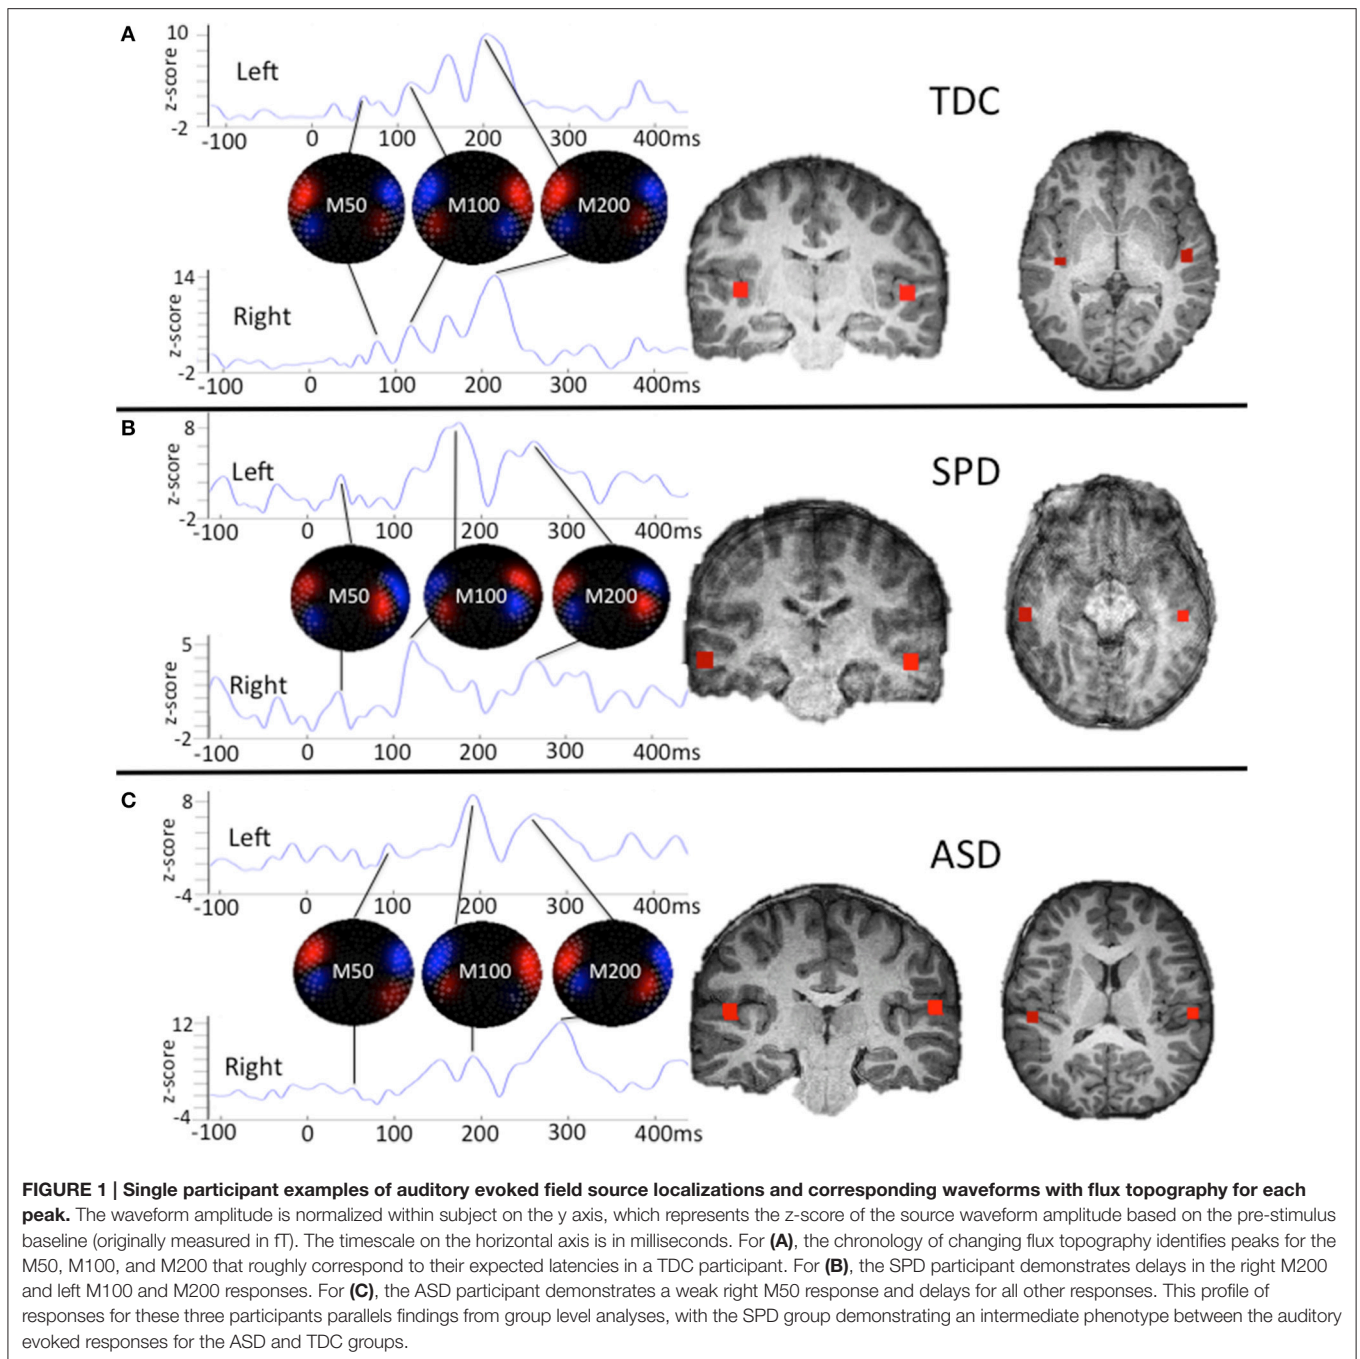 A
10
z-score
Left
-2
-100 0 100 200 300 400ms
M50 M100 M200
14
z-score
Right
-2
-100 0 100 200 300 400ms
TDC
B
8
z-score
Left
-2
-100 0 100 200 300 400ms
M50 M100 M200
5
z-score
Right
-2
-100 0 100 200 300 400ms
SPD
C
8
z-score
Left
-4
-100 0 100 200 300 400ms
M50 M100 M200
12
z-score
Right
-4
-100 0 100 200 300 400ms
ASD
FIGURE 1 | Single participant examples of auditory evoked field source localizations and corresponding waveforms with flux topography for each
peak. The waveform amplitude is normalized within subject on the y axis, which represents the z-score of the source waveform amplitude based on the pre-stimulus
baseline (originally measured in fT). The timescale on the horizontal axis is in milliseconds. For (A), the chronology of changing flux topography identifies peaks for the
M50, M100, and M200 that roughly correspond to their expected latencies in a TDC participant. For (B), the SPD participant demonstrates delays in the right M200
and left M100 and M200 responses. For (C), the ASD participant demonstrates a weak right M50 response and delays for all other responses. This profile of
responses for these three participants parallels findings from group level analyses, with the SPD group demonstrating an intermediate phenotype between the auditory
evoked responses for the ASD and TDC groups.